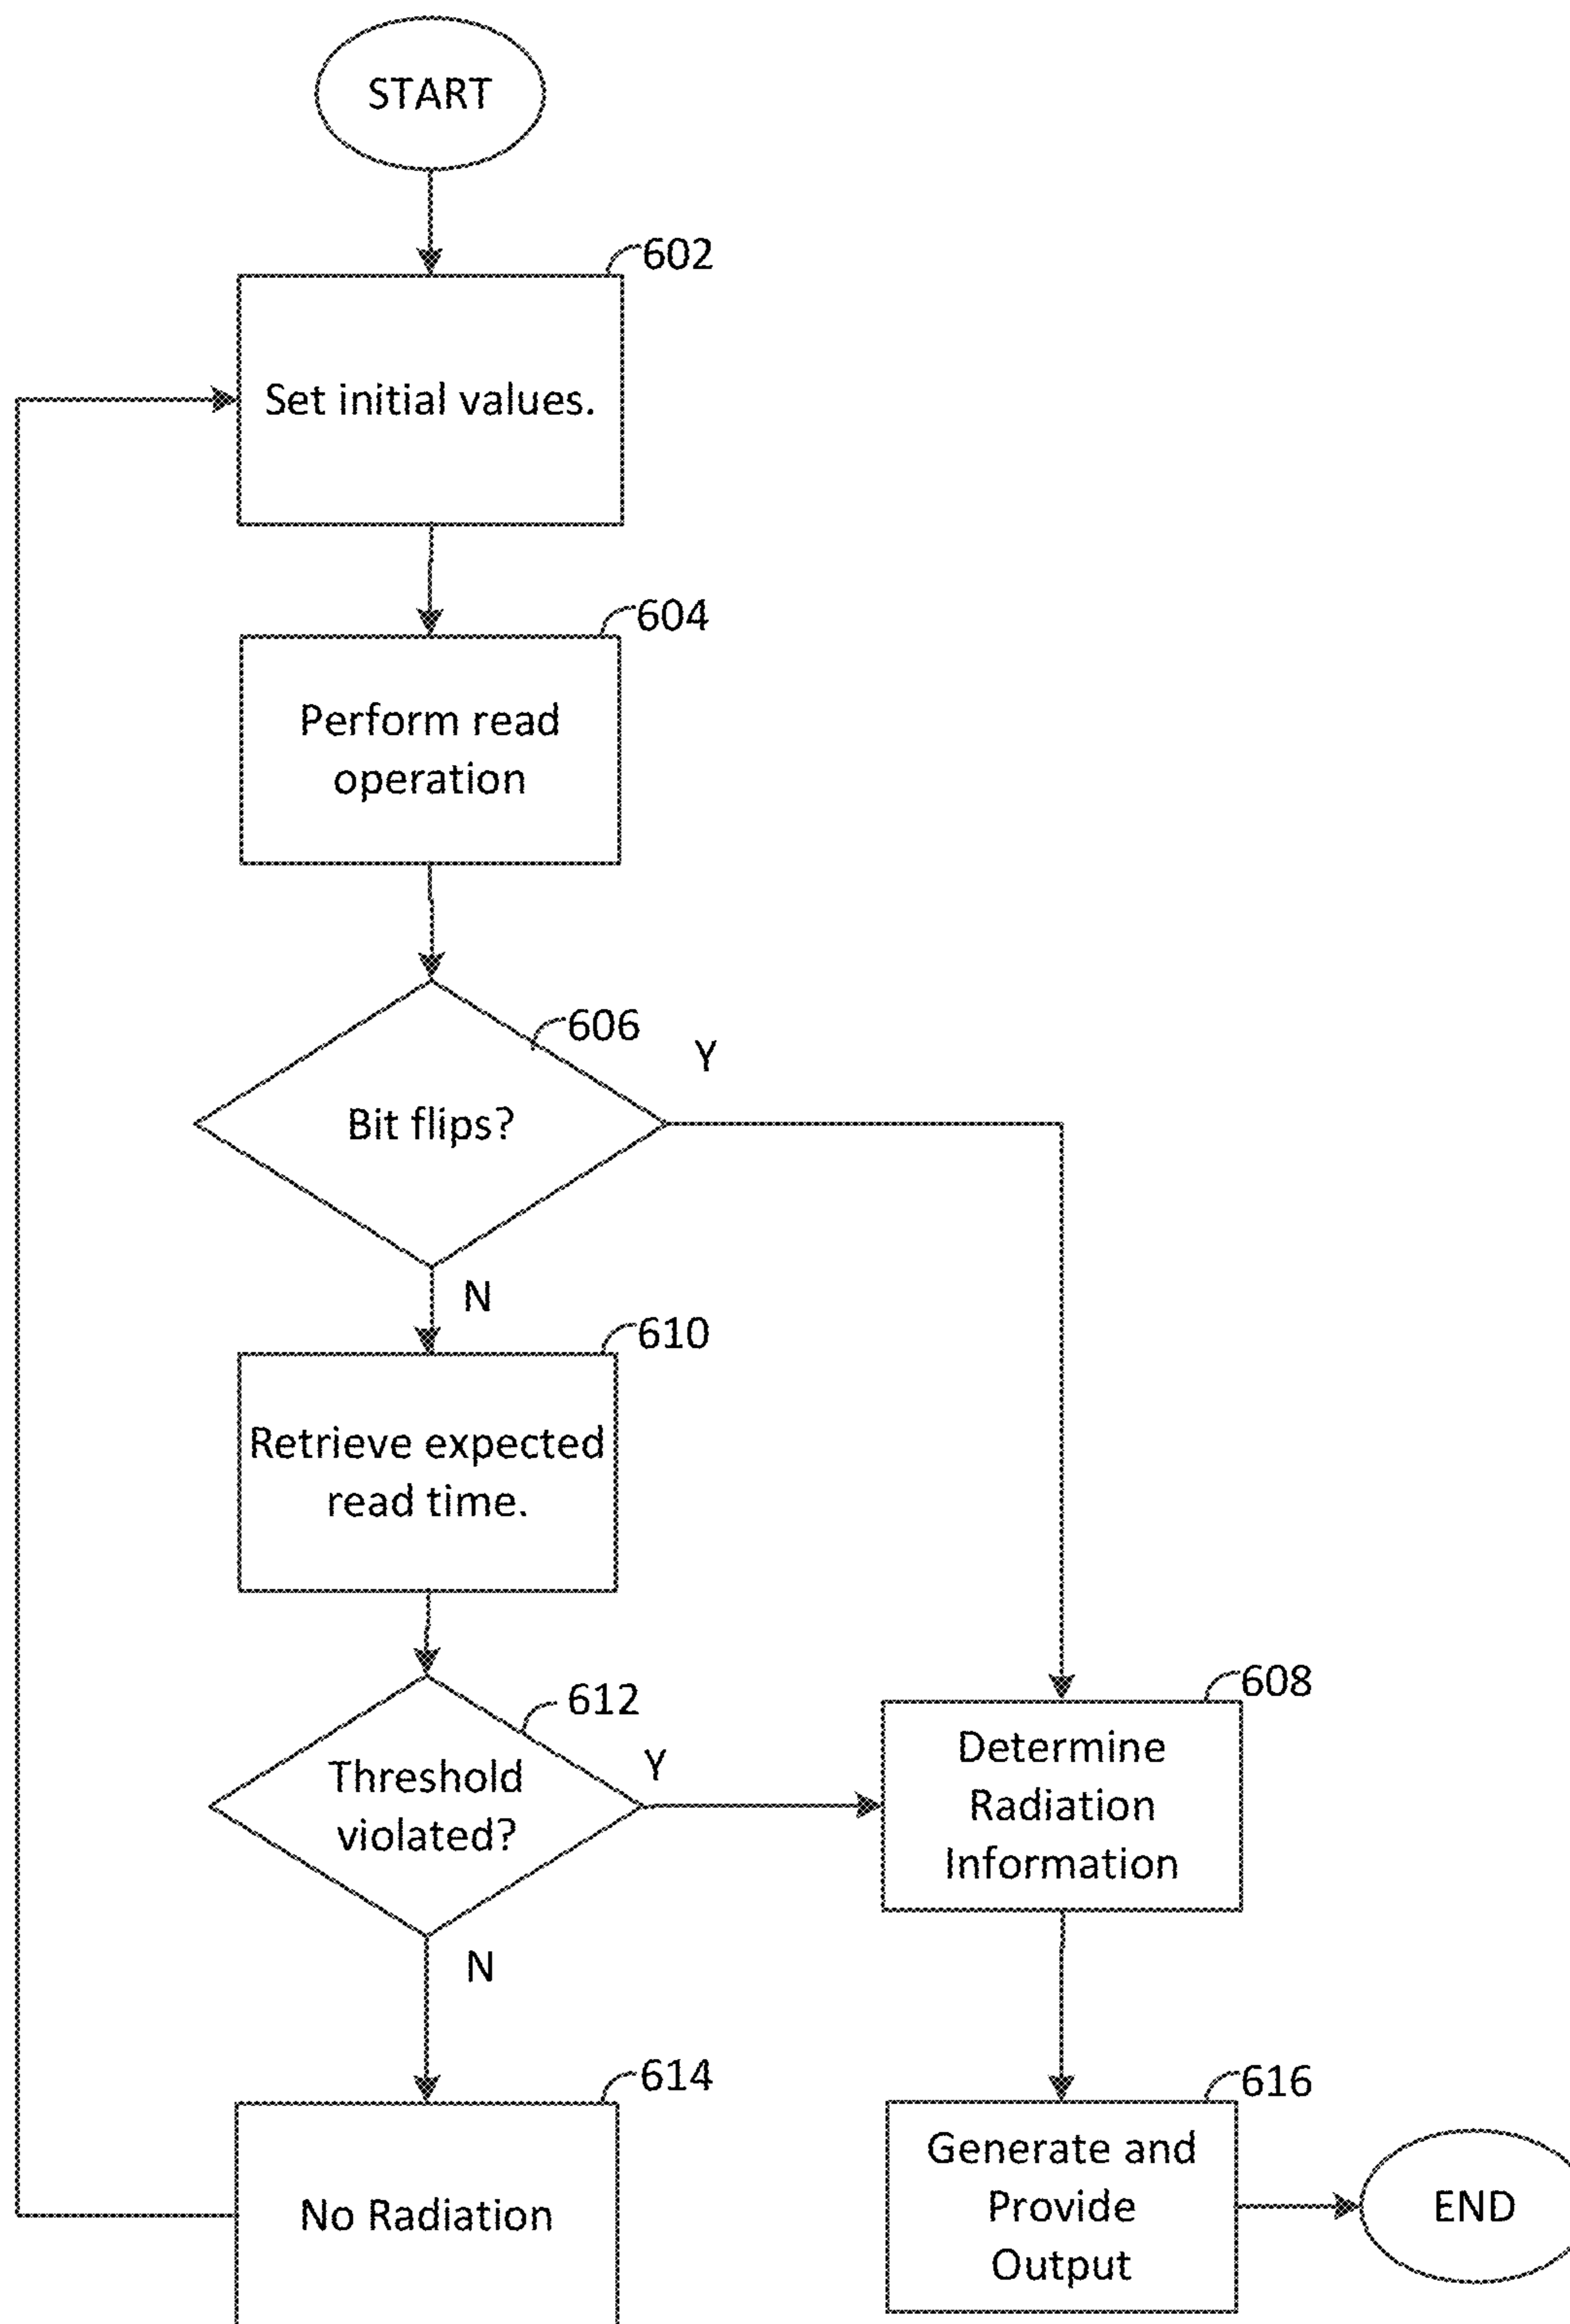 START
602
Set initial values.
604
Perform read
operation
606
Y
Bit flips?
N
610
Retrieve expected
read time.
612
Y
Threshold
violated?
608
Determine
Radiation
Information
N
614
No Radiation
616
Generate and
Provide
Output
END